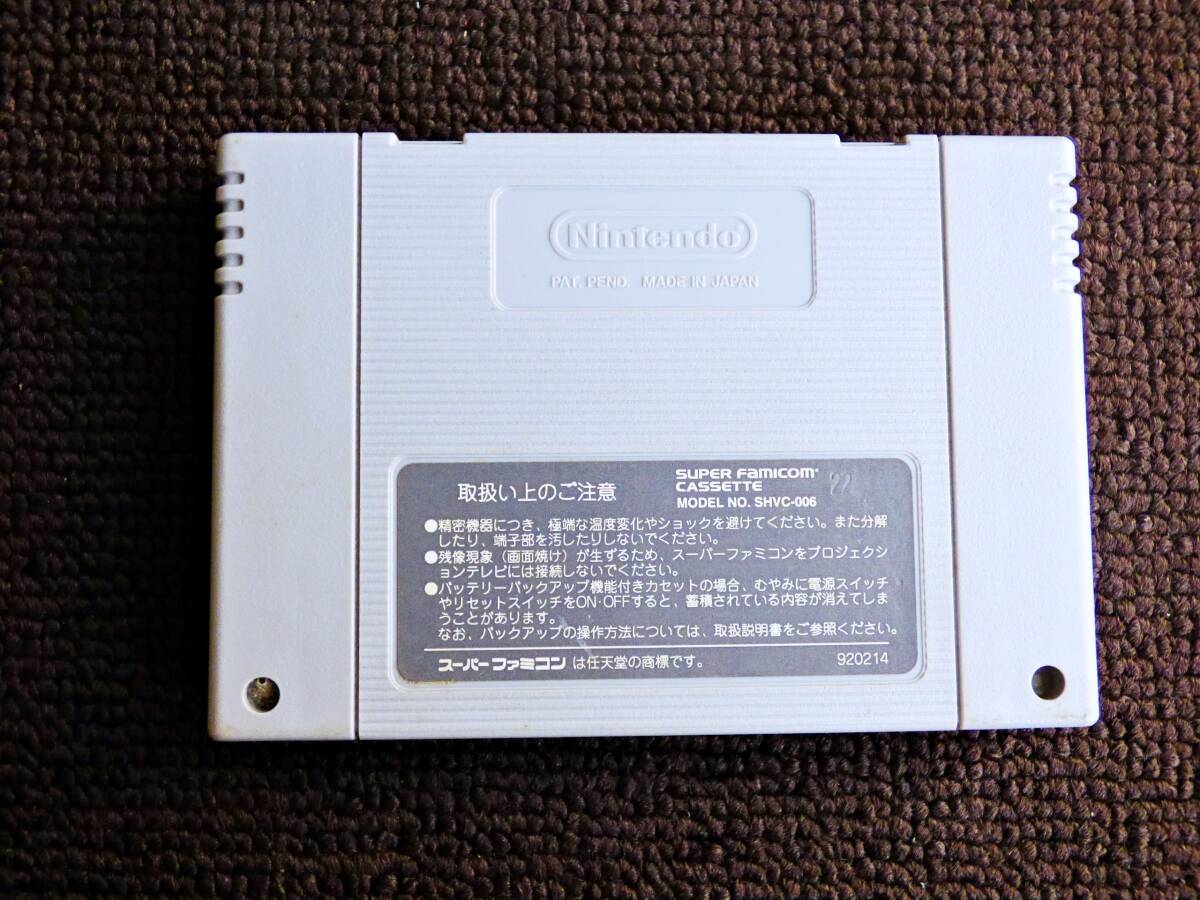 Nintendo
PAT. PEND. MADE IN JAPAN
取扱い上のご注意
SUPER FAMICOM
CASSETTE
MODEL NO. SHVC-006
●精密機器につき、極端な温度変化やショックを避けてください。また分解
したり、端子部を汚したりしないでください。
●残像現象（画面焼け）が生ずるため、スーパーファミコンをプロジェクシ
ョンテレビには接続しないでください。
●バッテリーバックアップ機能付きカセットの場合、むやみに電源スイッチ
やリセットスイッチをON・OFFすると、蓄積されている内容が消えてしま
うことがあります。
なお、バックアップの操作方法については、取扱説明書をご参照ください。
スーパーファミコン は任天堂の商標です。
920214